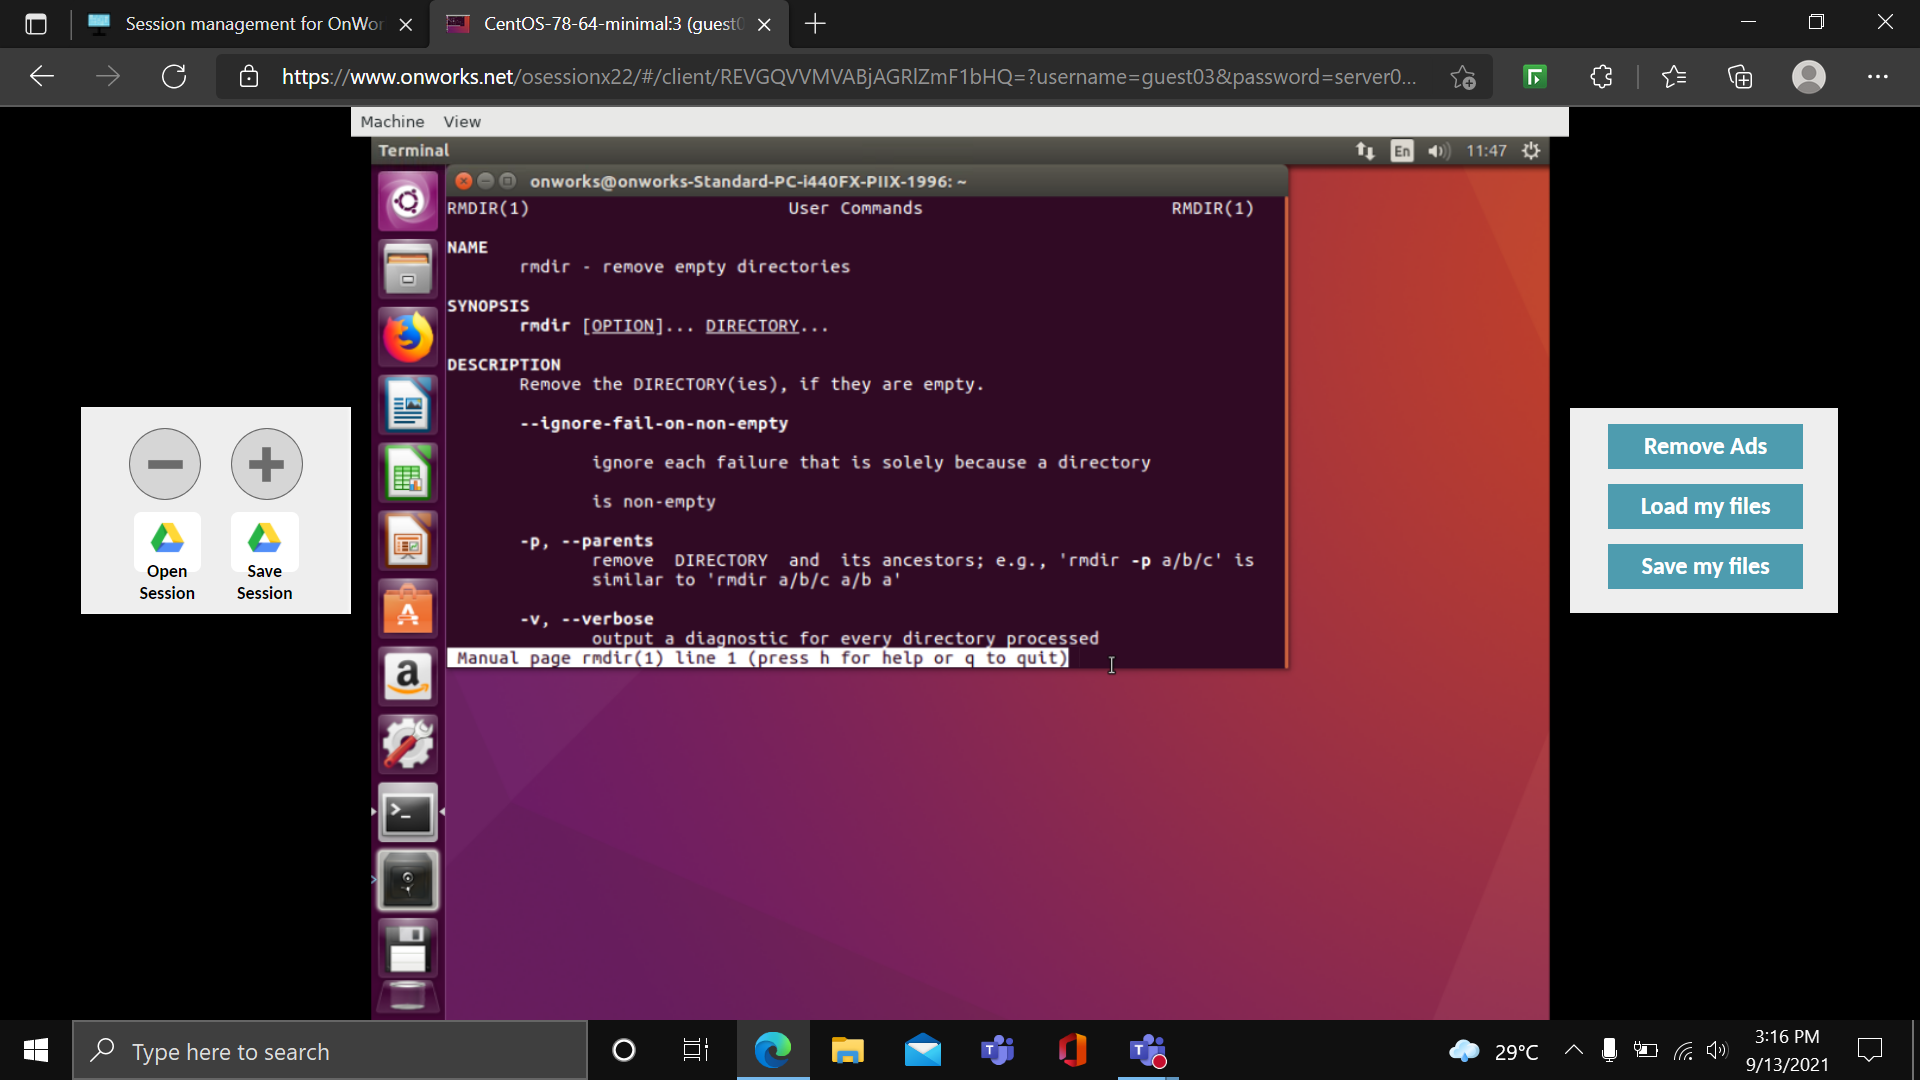 Session management for OnWor
CentOS-78-64-minimal:3 (guest0
https://www.onworks.net/osessionx22/#/client/REVGQVVMVABjAGRlZmF1bHQ=?username=guest03&password=server0...
Machine View
Terminal
En
11:47
onworks@onworks-Standard-PC-i440FX-PIIX-1996: ~
RMDIR(1) User Commands RMDIR(1)
NAME
rmdir - remove empty directories
SYNOPSIS
rmdir [OPTION]... DIRECTORY...
DESCRIPTION
Remove the DIRECTORY(ies), if they are empty.
--ignore-fail-on-non-empty
ignore each failure that is solely because a directory
is non-empty
-p, --parents
remove DIRECTORY and its ancestors; e.g., 'rmdir -p a/b/c' is
similar to 'rmdir a/b/c a/b a'
-v, --verbose
output a diagnostic for every directory processed
Manual page rmdir(1) line 1 (press h for help or q to quit)
Open
Session
Save
Session
Remove Ads
Load my files
Save my files
Type here to search
29°C
3:16 PM
9/13/2021